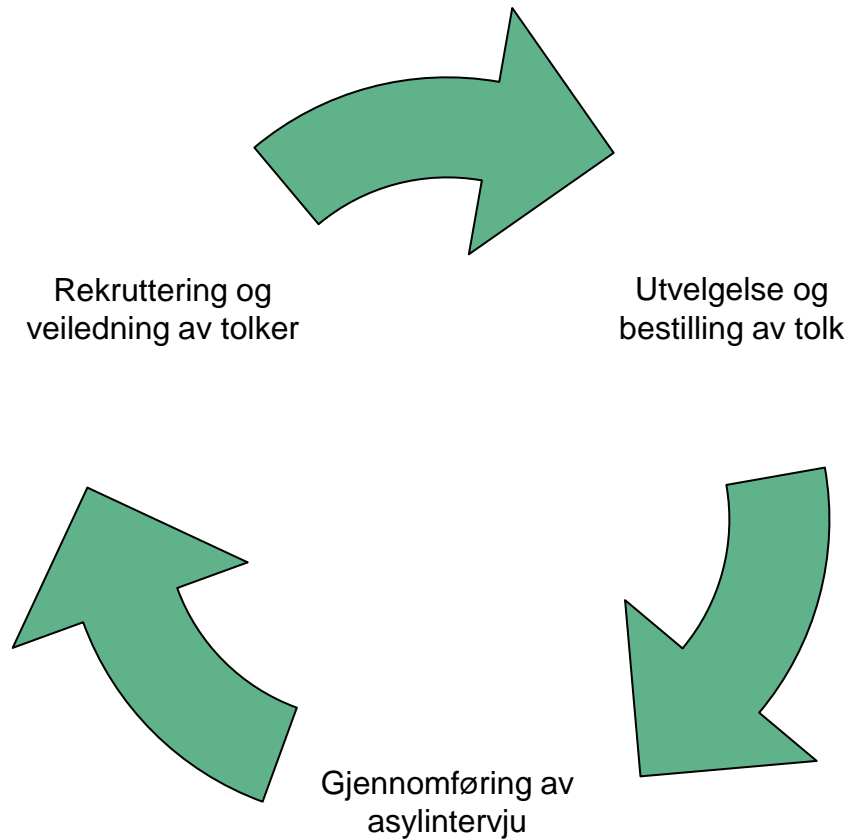 Rekruttering og
veiledning av tolker
Utvelgelse og
bestilling av tolk
Gjennomføring av
asylintervju